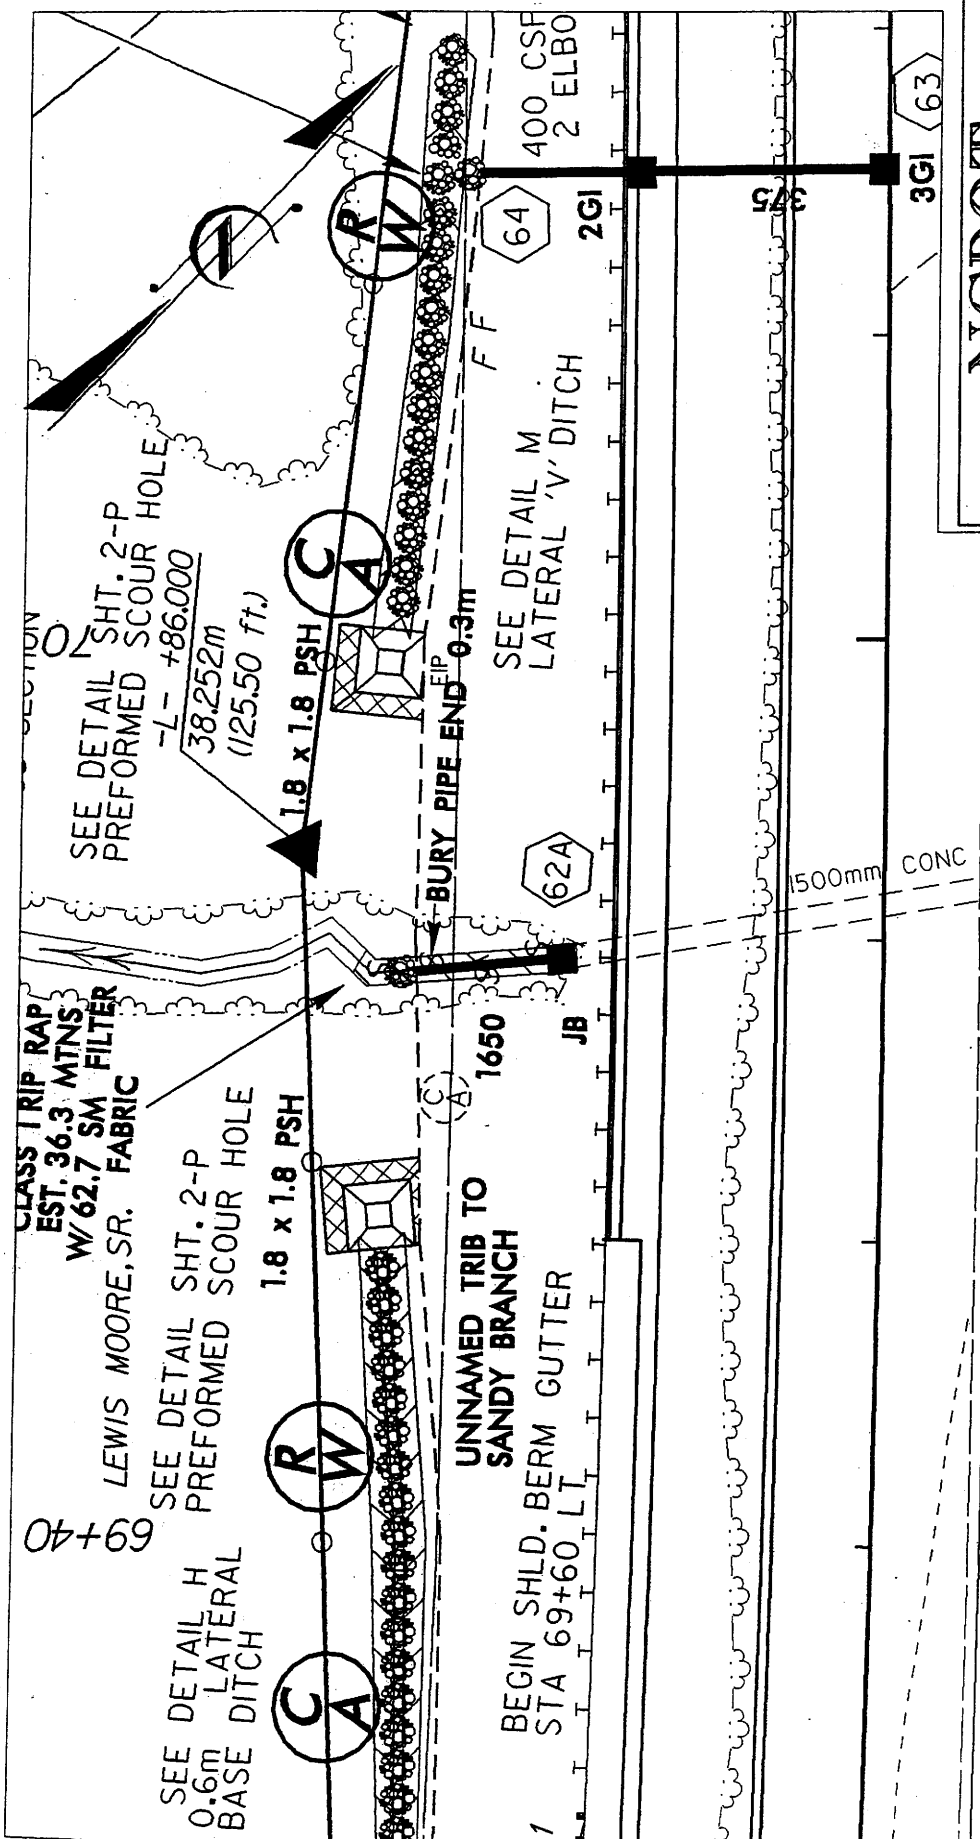 SEE DETAIL SHT. 2-P
PREFORMED SCOUR HOLE
-L- +86.000
38.252m
(125.50 ft.)
70
1.8 x 1.8 PSH
R
W
C
A
64
F F
400 CSP
2 ELBO
2GI
375
3GI
63
SEE DETAIL M
LATERAL 'V' DITCH
EIP
BURY PIPE END 0.3m
62A
1500mm CONC
1650
JB
C
A
CLASS I RIP RAP
EST. 36.3 MTNS
W/ 62.7 SM FILTER
FABRIC
LEWIS MOORE, SR.
SEE DETAIL SHT. 2-P
PREFORMED SCOUR HOLE
1.8 x 1.8 PSH
UNNAMED TRIB TO
SANDY BRANCH
69+40
R
W
SEE DETAIL H
0.6m LATERAL
BASE DITCH
C
A
BEGIN SHLD. BERM GUTTER
STA 69+60 LT
1